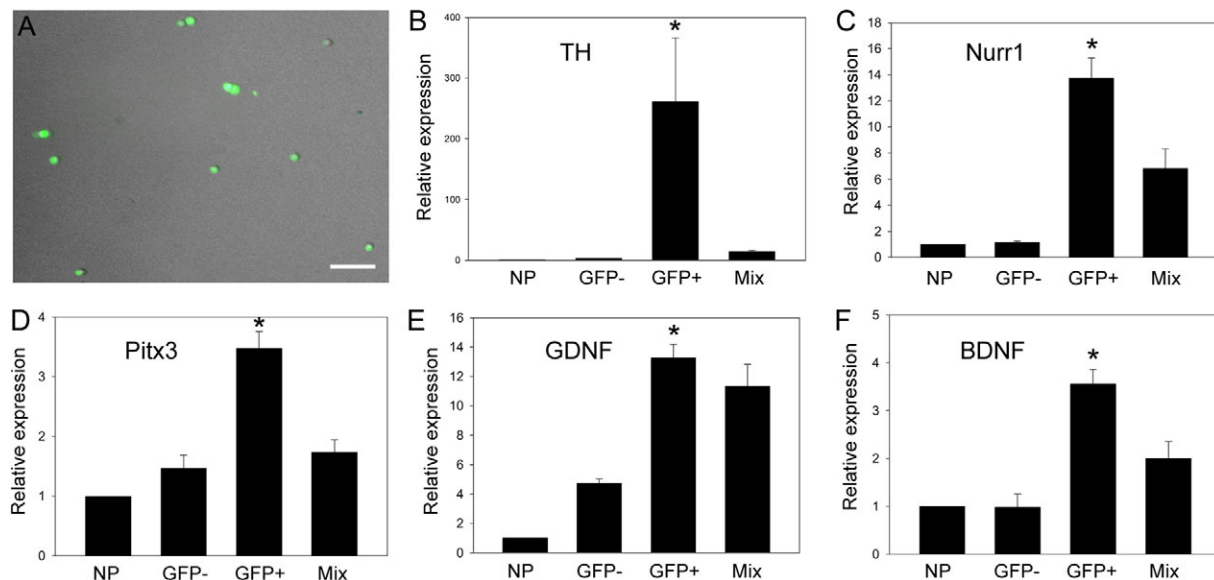 A
B
Relative expression
400
300
200
100
0
TH
*
NP GFP- GFP+ Mix
C
Relative expression
18
16
14
12
10
8
6
4
2
0
Nurr1
*
NP GFP- GFP+ Mix
D
Relative expression
4
3
2
1
0
Pitx3
*
NP GFP- GFP+ Mix
E
Relative expression
16
14
12
10
8
6
4
2
0
GDNF
*
NP GFP- GFP+ Mix
F
Relative expression
5
4
3
2
1
0
BDNF
*
NP GFP- GFP+ Mix